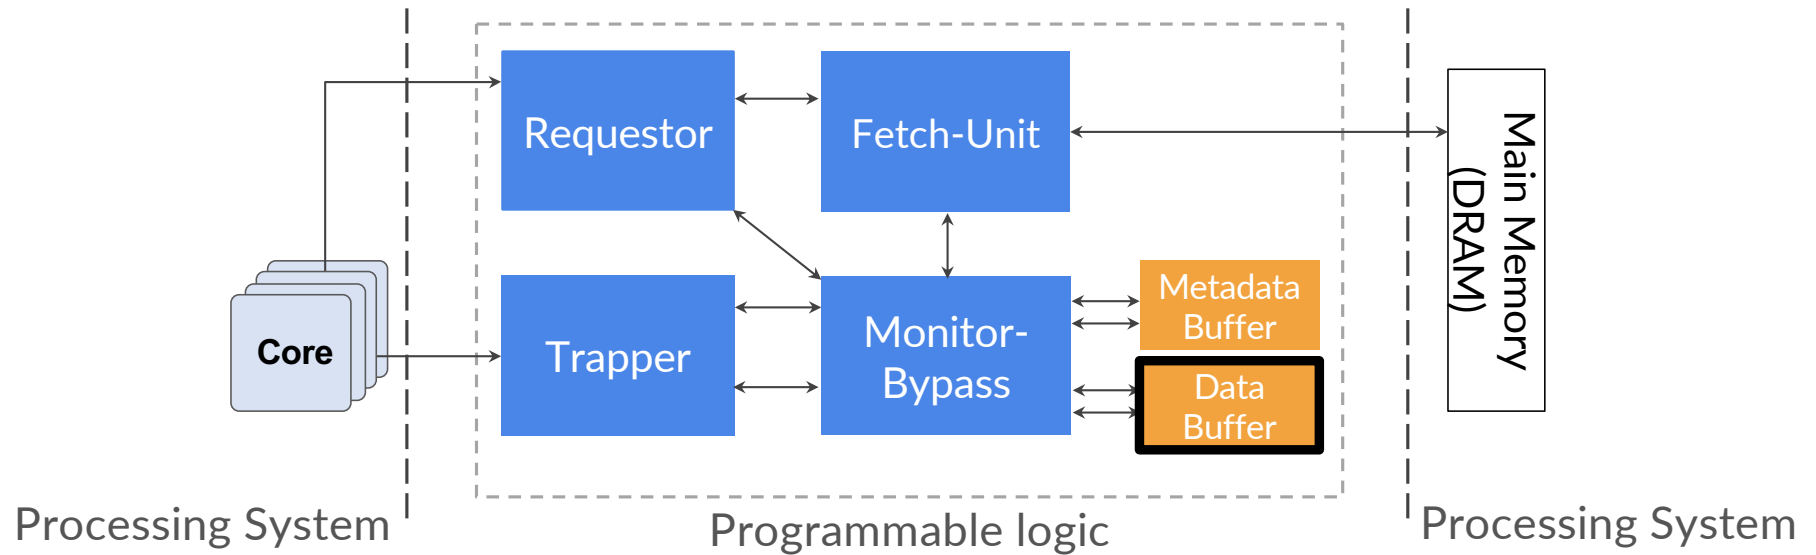 Requestor
Fetch-Unit
Main Memory
(DRAM)
Core
Trapper
Monitor-
Bypass
Metadata
Buffer
Data
Buffer
Processing System
Programmable logic
Processing System